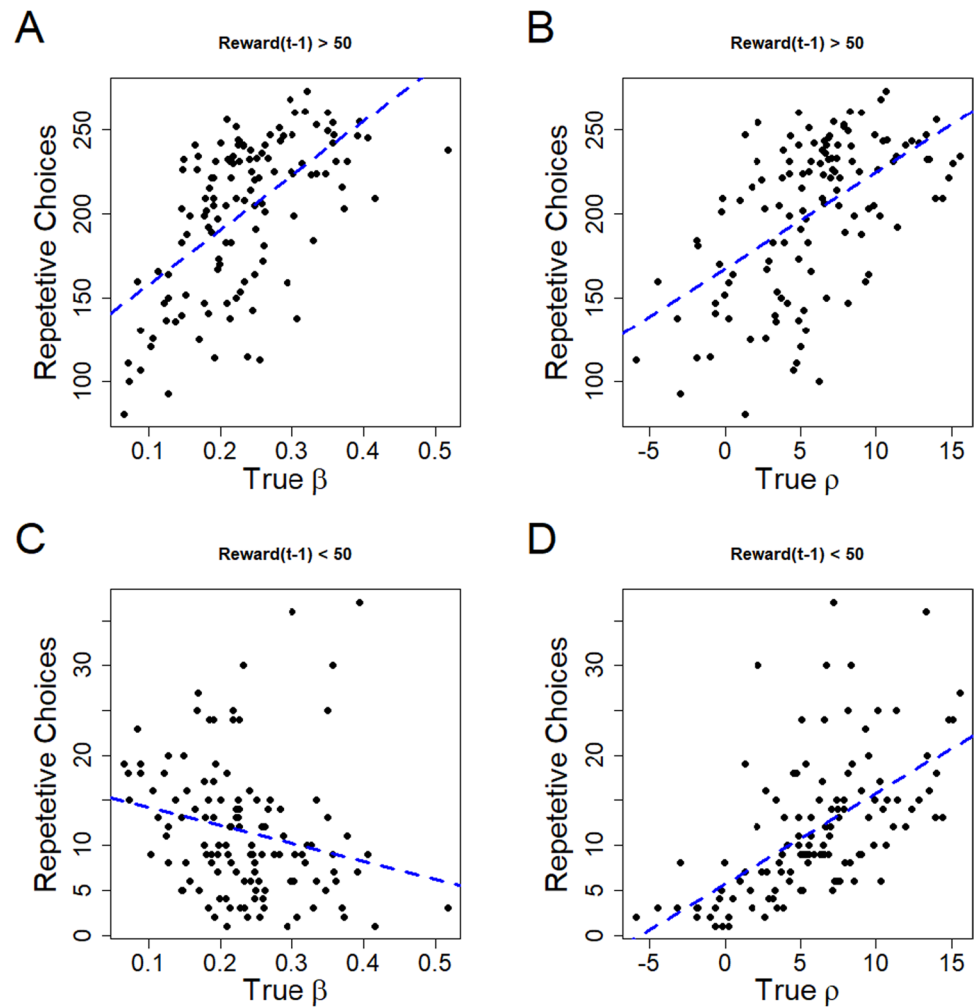 A
Reward(t-1) > 50
Repetetive Choices
100 150 200 250
0.1 0.2 0.3 0.4 0.5
True β
B
Reward(t-1) > 50
Repetetive Choices
100 150 200 250
-5 0 5 10 15
True ρ
C
Reward(t-1) < 50
Repetetive Choices
0 5 10 20 30
0.1 0.2 0.3 0.4 0.5
True β
D
Reward(t-1) < 50
Repetetive Choices
0 5 10 20 30
-5 0 5 10 15
True ρ